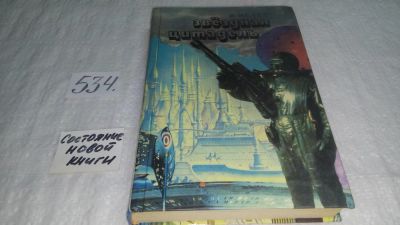 звёздная
цитадель
534.
Состояние
новой
книги